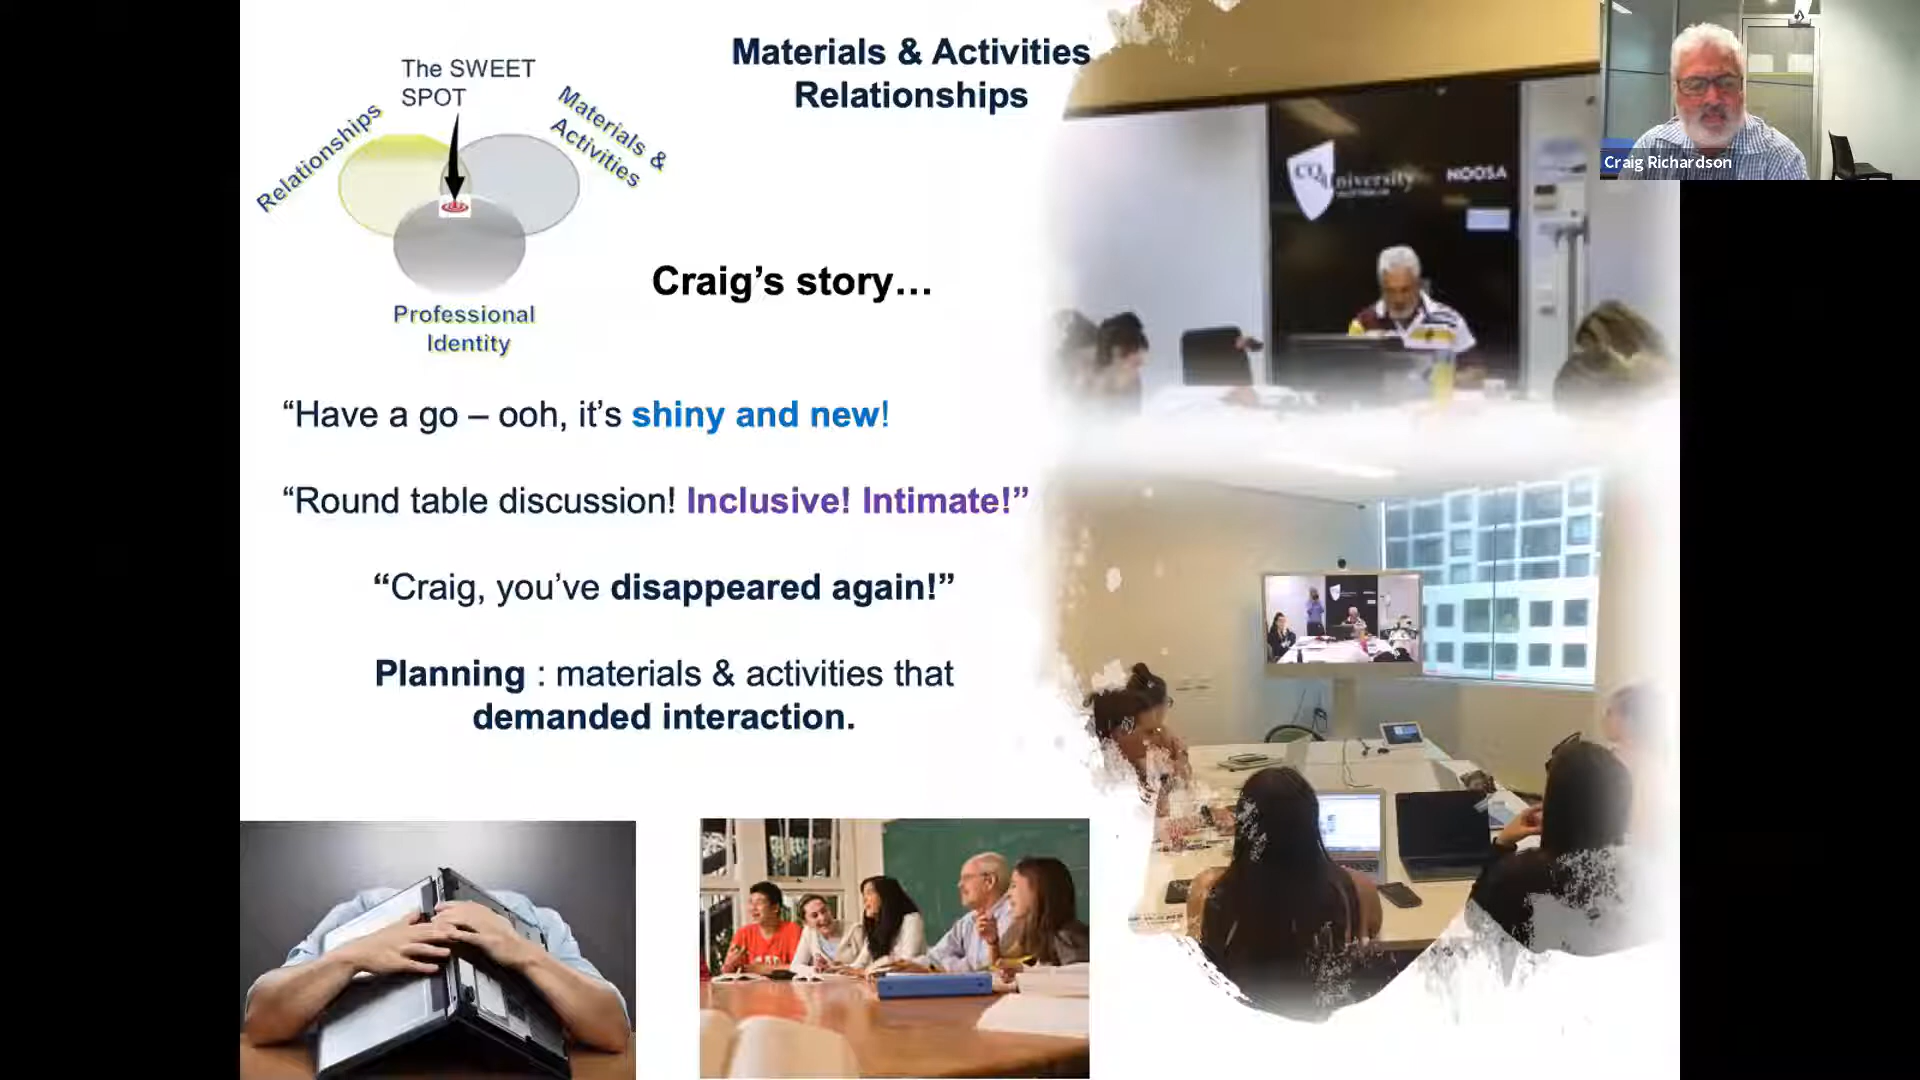 Materials & Activities
Relationships
The SWEET
SPOT
Relationships
Materials &
Activities
Professional
Identity
Craig’s story…
“Have a go – ooh, it’s shiny and new!
“Round table discussion! Inclusive! Intimate!”
“Craig, you’ve disappeared again!”
Planning : materials & activities that
demanded interaction.
CQUniversity
NOOSA
Craig Richardson